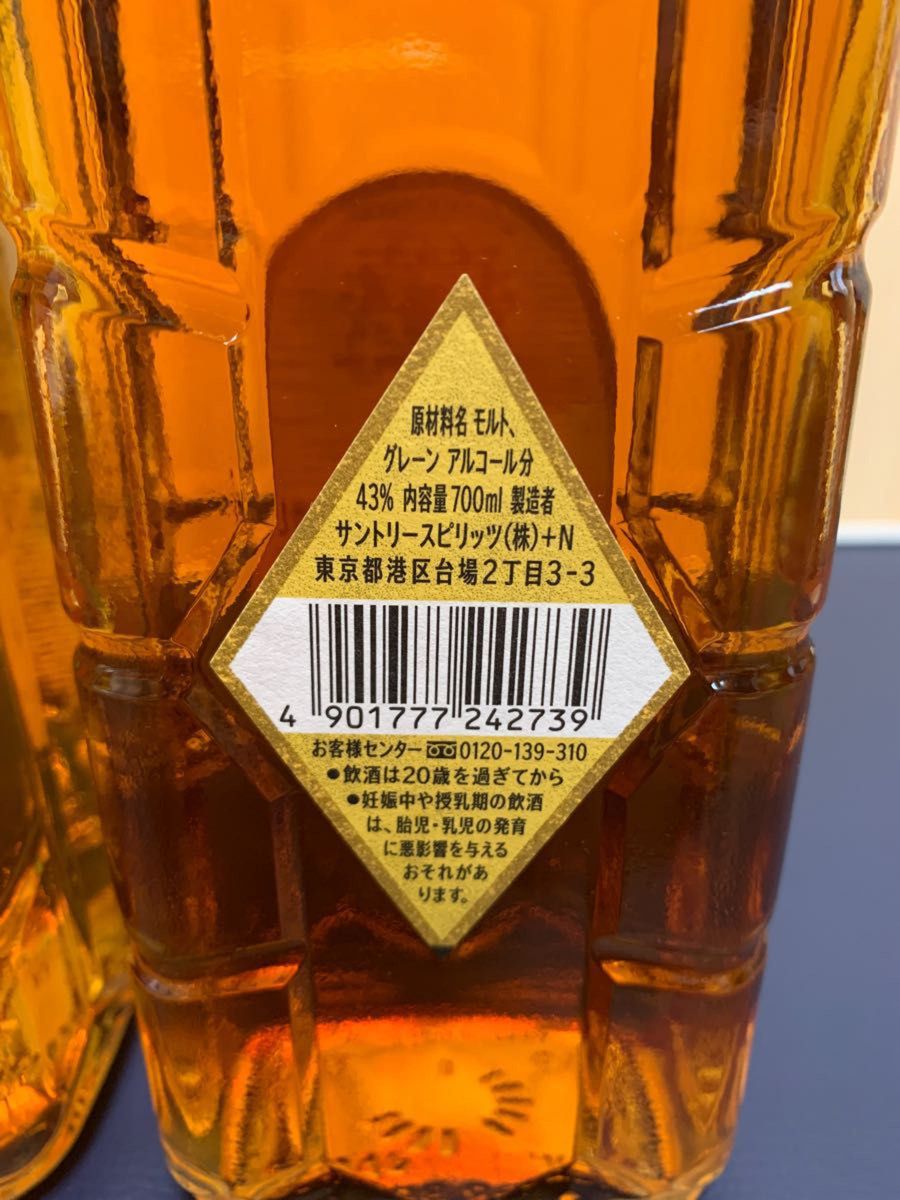 原材料名 モルト、
グレーン アルコール分
43% 内容量700ml 製造者
サントリースピリッツ(株)+N
東京都港区台場2丁目3-3
4 901777 242739
お客様センター 0120-139-310
●飲酒は20歳を過ぎてから
●妊娠中や授乳期の飲酒
は、胎児・乳児の発育
に悪影響を与える
おそれがあ
ります。